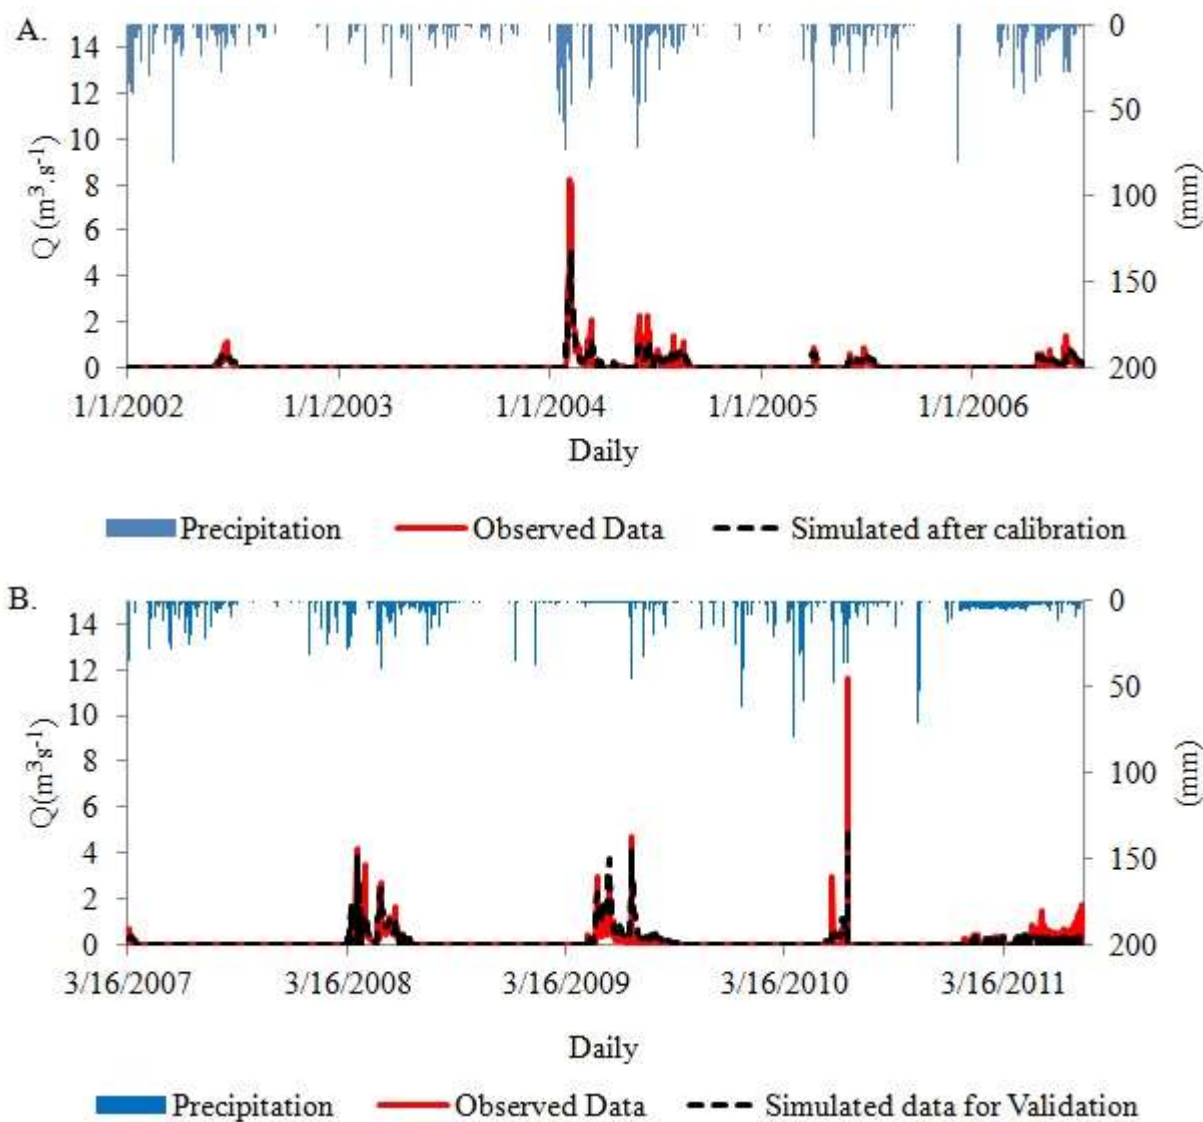 A.
14
12
10
8
6
4
2
0
Q (m³.s⁻¹)
0
50
100
150
200
(mm)
1/1/2002 1/1/2003 1/1/2004 1/1/2005 1/1/2006
Daily
Precipitation Observed Data Simulated after calibration
B.
14
12
10
8
6
4
2
0
Q(m³s⁻¹)
0
50
100
150
200
(mm)
3/16/2007 3/16/2008 3/16/2009 3/16/2010 3/16/2011
Daily
Precipitation Observed Data Simulated data for Validation